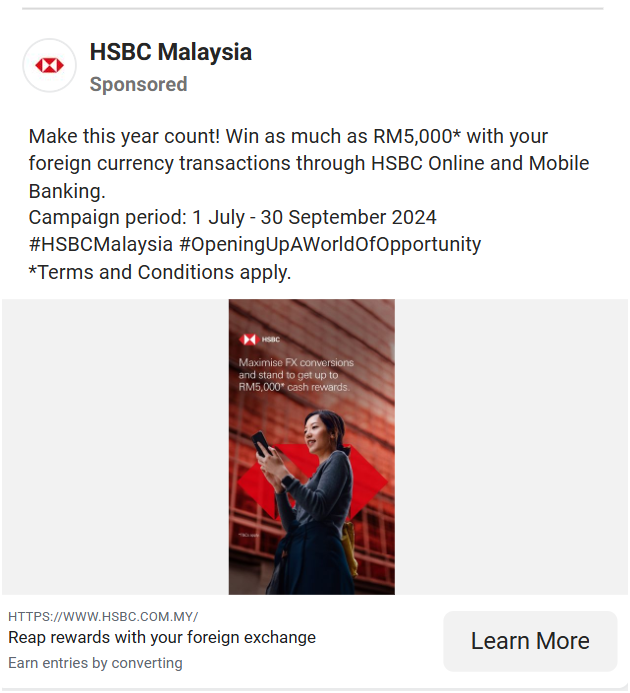 HSBC Malaysia
Sponsored
Make this year count! Win as much as RM5,000* with your
foreign currency transactions through HSBC Online and Mobile
Banking.
Campaign period: 1 July - 30 September 2024
#HSBCMalaysia #OpeningUpAWorldOfOpportunity
*Terms and Conditions apply.
HSBC
Maximise FX conversions
and stand to get up to
RM5,000* cash rewards.
HTTPS://WWW.HSBC.COM.MY/
Reap rewards with your foreign exchange
Earn entries by converting
Learn More